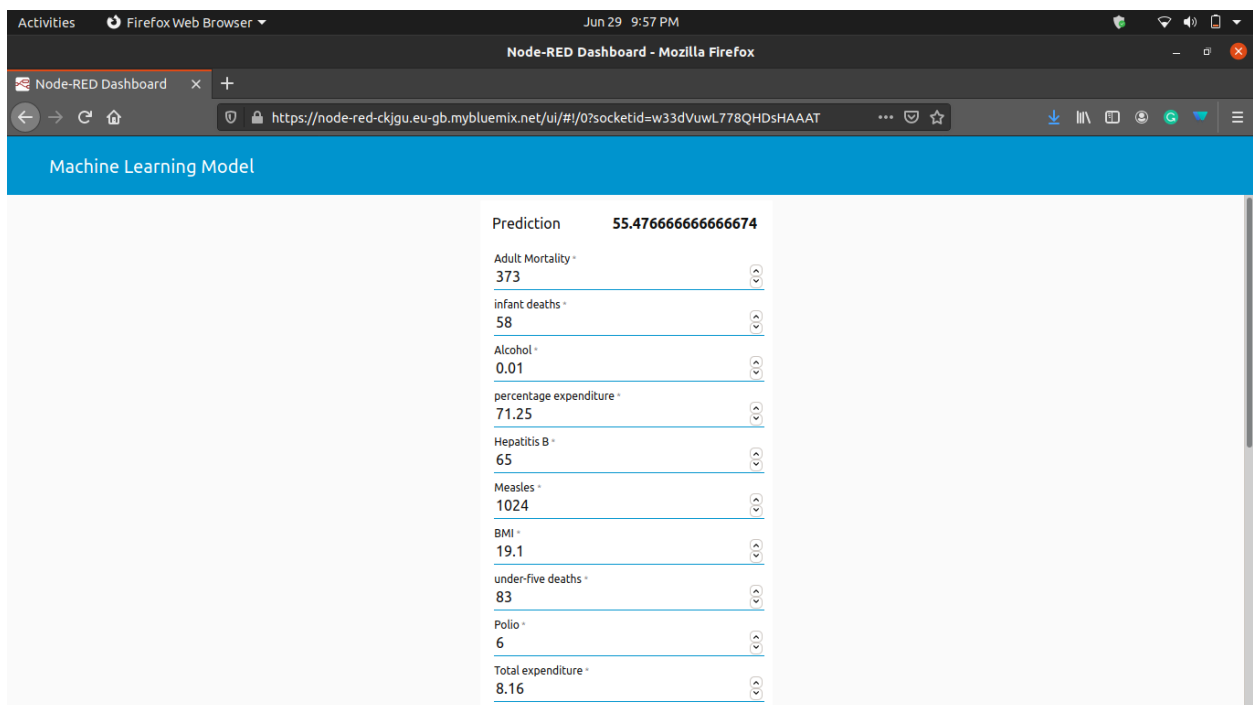 Activities Firefox Web Browser Jun 29 9:57 PM
Node-RED Dashboard - Mozilla Firefox
Node-RED Dashboard
https://node-red-ckjgu.eu-gb.mybluemix.net/ui/#!/0?socketid=w33dVuwL778QHDsHAAAT
Machine Learning Model
Prediction 55.476666666666674
Adult Mortality *
373
infant deaths *
58
Alcohol *
0.01
percentage expenditure *
71.25
Hepatitis B *
65
Measles *
1024
BMI *
19.1
under-five deaths *
83
Polio *
6
Total expenditure *
8.16